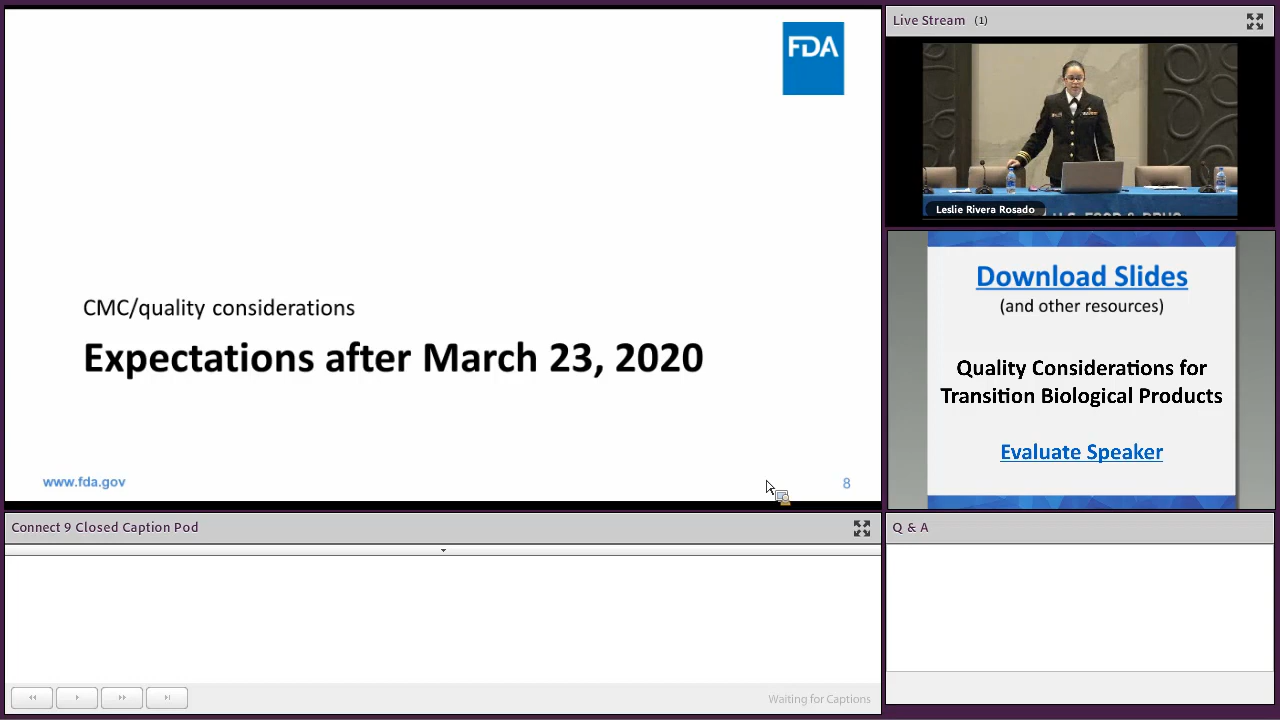 FDA
CMC/quality considerations
Expectations after March 23, 2020
www.fda.gov
8
Live Stream (1)
Leslie Rivera Rosado
U.S. FOOD & DRUG
Download Slides
(and other resources)
Quality Considerations for
Transition Biological Products
Evaluate Speaker
Connect 9 Closed Caption Pod
Waiting for Captions
Q & A